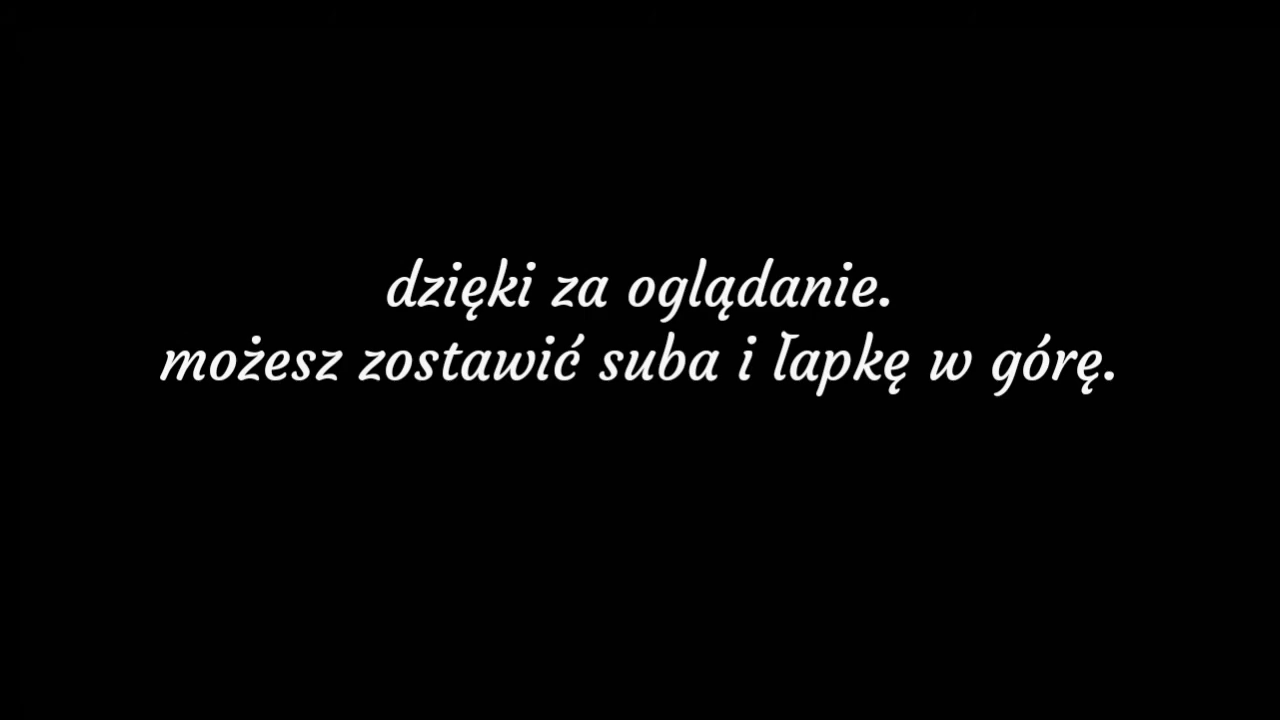 dzięki za oglądanie.
możesz zostawić suba i łapkę w górę.